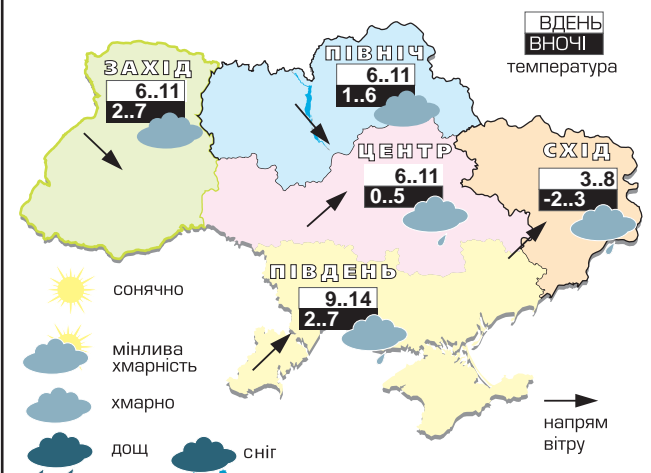 ВДЕНЬ
ВНОЧІ
температура
ЗАХІД
6..11
2..7
ПІВНІЧ
6..11
1..6
ЦЕНТР
6..11
0..5
СХІД
3..8
-2..3
ПІВДЕНЬ
9..14
2..7
сонячно
мінлива
хмарність
хмарно
дощ
сніг
напрям
вітру